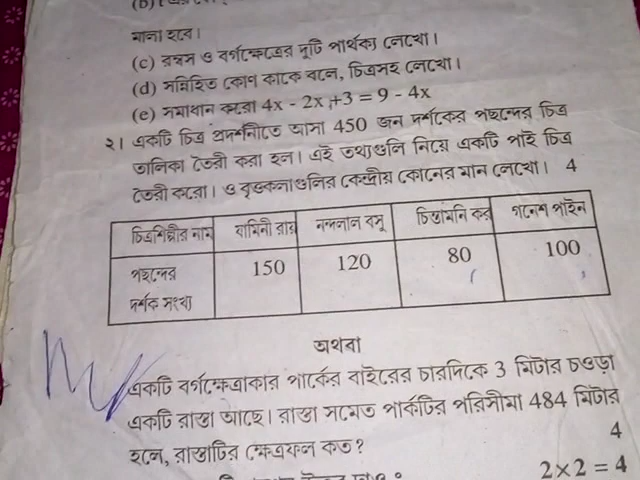 মানা হবে।
(c) রম্বস ও বর্গক্ষেত্রের দুটি পার্থক্য লেখো।
(d) সন্নিহিত কোণ কাকে বলে, চিত্রসহ লেখো।
(e) সমাধান করো 4x - 2x + 3 = 9 - 4x
২। একটি চিত্র প্রদর্শনীতে আসা 450 জন দর্শকের পছন্দের চিত্র
তালিকা তৈরী করা হল। এই তথ্যগুলি নিয়ে একটি পাই চিত্র
তৈরী করো। ও বৃত্তকলাগুলির কেন্দ্রীয় কোনের মান লেখো। 4
চিত্রশিল্পীর নাম যামিনী রায় নন্দলাল বসু চিন্তামনি কর গনেশ পাইন
পছন্দের 150 120 80 100
দর্শক সংখ্যা
অথবা
একটি বর্গক্ষেত্রাকার পার্কের বাইরের চারদিকে 3 মিটার চওড়া
একটি রাস্তা আছে। রাস্তা সমেত পার্কটির পরিসীমা 484 মিটার
হলে, রাস্তাটির ক্ষেত্রফল কত? 4
2×2 = 4